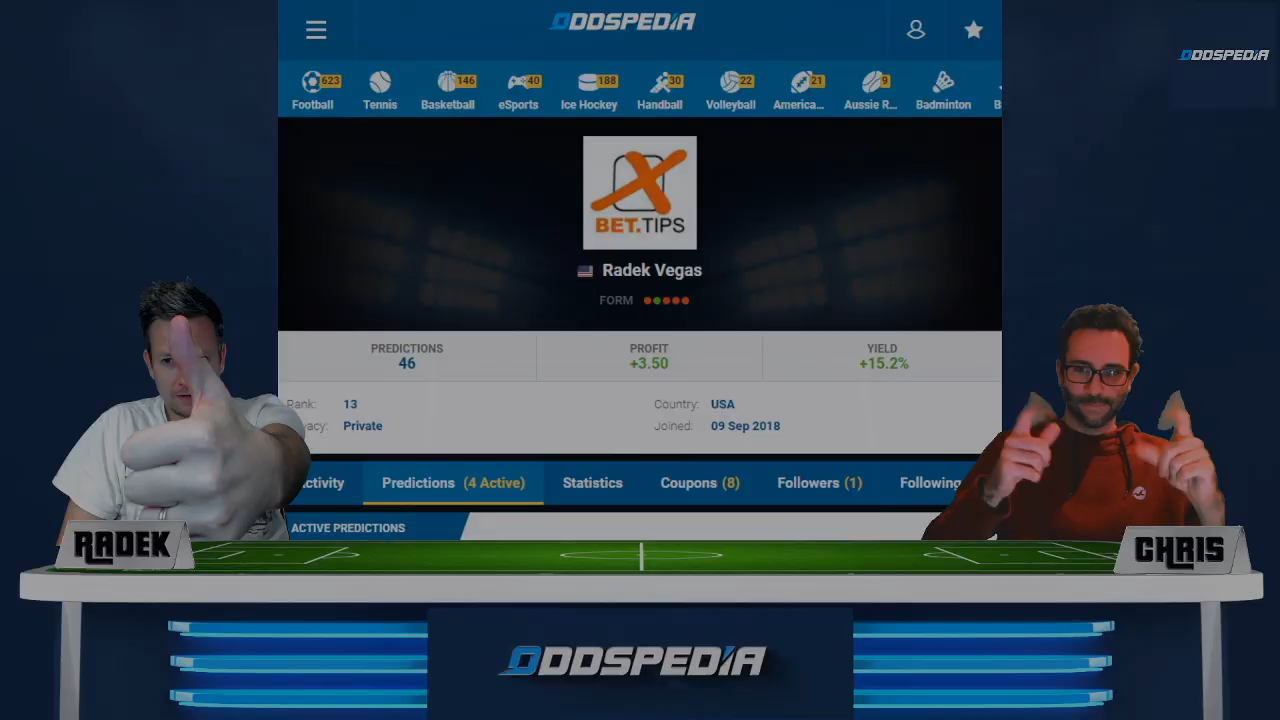 ODDSPEDIA
ODDSPEDIA
623 146 40 188 30 22 21 9
Football Tennis Basketball eSports Ice Hockey Handball Volleyball America... Aussie R... Badminton B
X
BET.TIPS
Radek Vegas
FORM
PREDICTIONS PROFIT YIELD
46 +3.50 +15.2%
Rank: 13 Country: USA
vacy: Private Joined: 09 Sep 2018
ctivity Predictions (4 Active) Statistics Coupons (8) Followers (1) Following
ACTIVE PREDICTIONS
RADEK
CHRIS
ODDSPEDIA